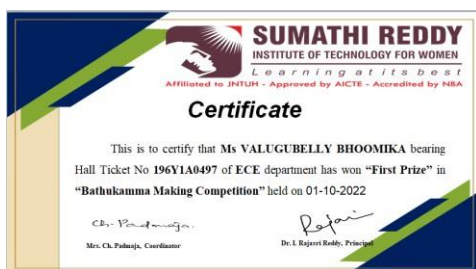 SUMATHI REDDY
INSTITUTE OF TECHNOLOGY FOR WOMEN
Learning at its best
Affiliated to JNTUH - Approved by AICTE - Accredited by NBA
Certificate
This is to certify that Ms VALUGUBELLY BHOOMIKA bearing
Hall Ticket No 196Y1A0497 of ECE department has won “First Prize” in
“Bathukamma Making Competition” held on 01-10-2022
Ch. Padmaja. Rajasri
Mrs. Ch. Padmaja, Coordinator Dr. I. Rajasri Reddy, Principal